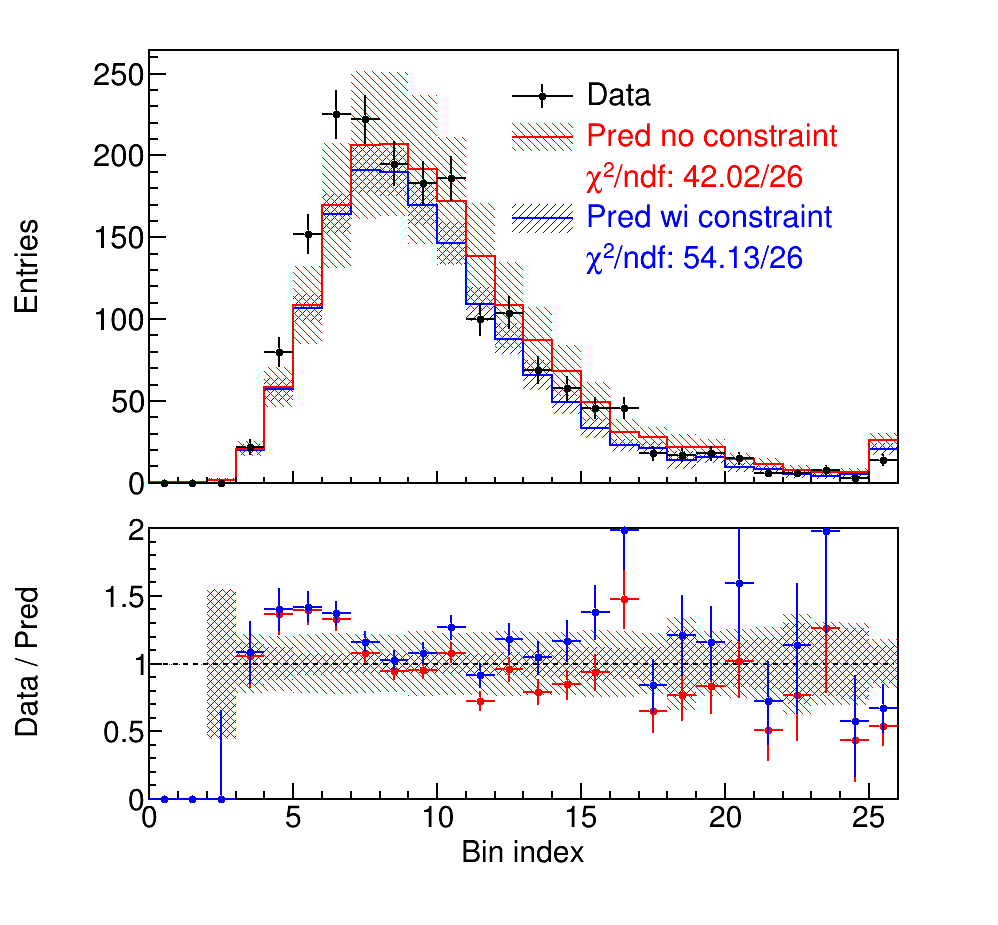 Entries
250
200
150
100
50
0
Data
Pred no constraint
χ²/ndf: 42.02/26
Pred wi constraint
χ²/ndf: 54.13/26
Data / Pred
2
1.5
1
0.5
0
0 5 10 15 20 25
Bin index